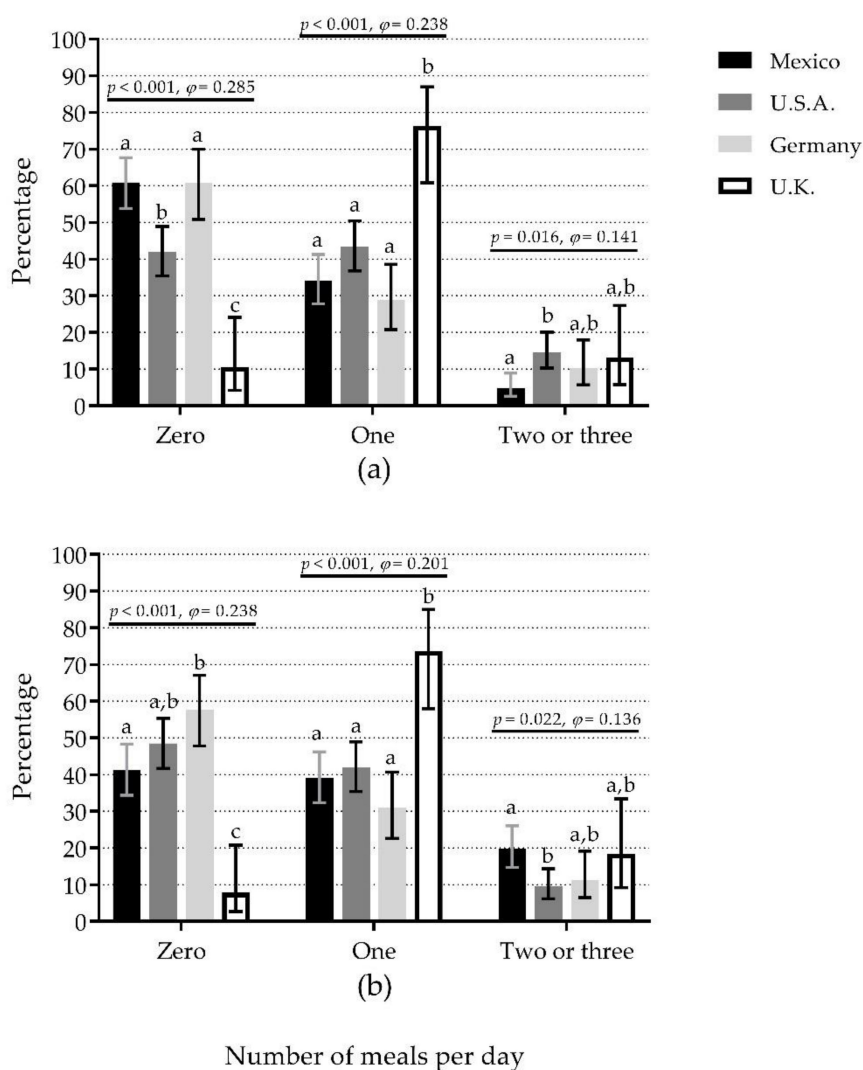 p < 0.001, φ= 0.238
100
90
80
70
60
50
40
30
20
10
0
Percentage
p < 0.001, φ= 0.285
p = 0.016, φ= 0.141
a
b
a
c
a
a
a
b
a
b
a,b
a,b
Zero
One
Two or three
(a)
Mexico
U.S.A.
Germany
U.K.
100
90
80
70
60
50
40
30
20
10
0
Percentage
p < 0.001, φ= 0.201
p < 0.001, φ= 0.238
p = 0.022, φ= 0.136
a
a,b
b
c
a
a
a
b
a
b
a,b
a,b
Zero
One
Two or three
(b)
Number of meals per day